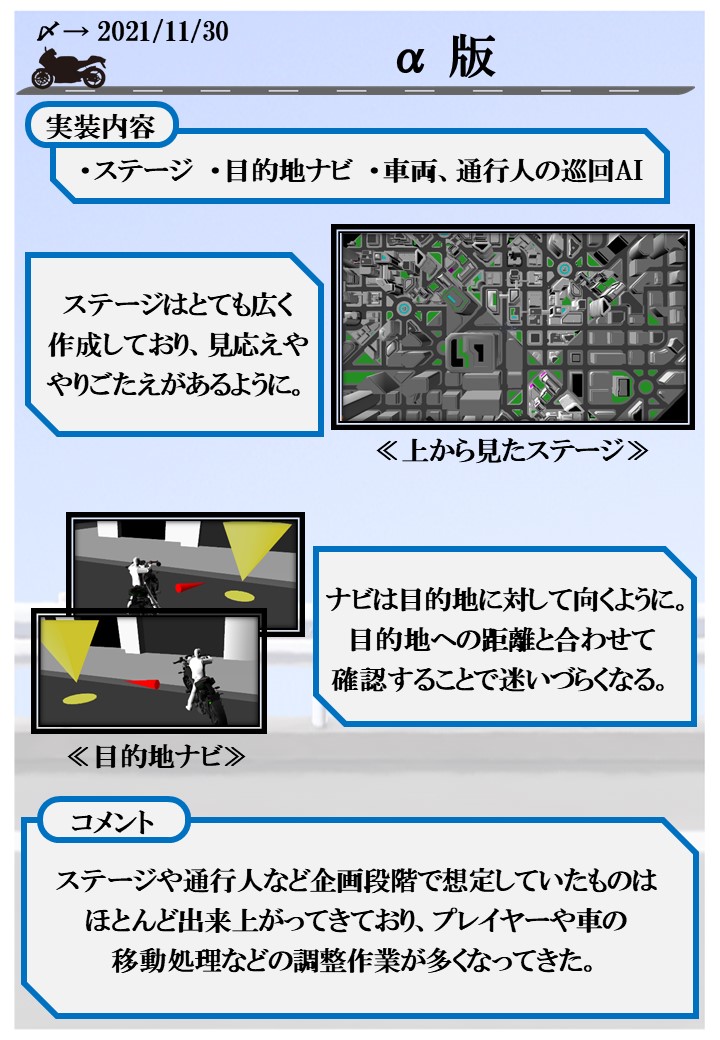 〆→ 2021/11/30
α 版
実装内容
・ステージ ・目的地ナビ ・車両、通行人の巡回AI
ステージはとても広く
作成しており、見応えや
やりごたえがあるように。
≪上から見たステージ≫
ナビは目的地に対して向くように。
目的地への距離と合わせて
確認することで迷いづらくなる。
≪目的地ナビ≫
コメント
ステージや通行人など企画段階で想定していたものは
ほとんど出来上がってきており、プレイヤーや車の
移動処理などの調整作業が多くなってきた。